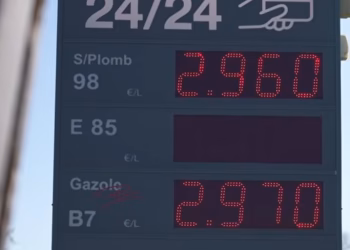 24/24
S/Plomb
98 €/L 2.960
E 85 €/L
Gazole
B7 €/L 2.970